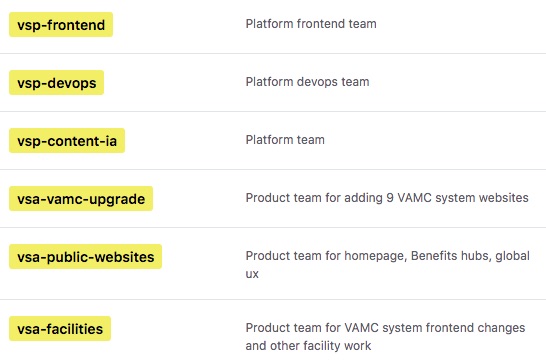 vsp-frontend Platform frontend team
vsp-devops Platform devops team
vsp-content-ia Platform team
vsa-vamc-upgrade Product team for adding 9 VAMC system websites
vsa-public-websites Product team for homepage, Benefits hubs, global
ux
vsa-facilities Product team for VAMC system frontend changes
and other facility work